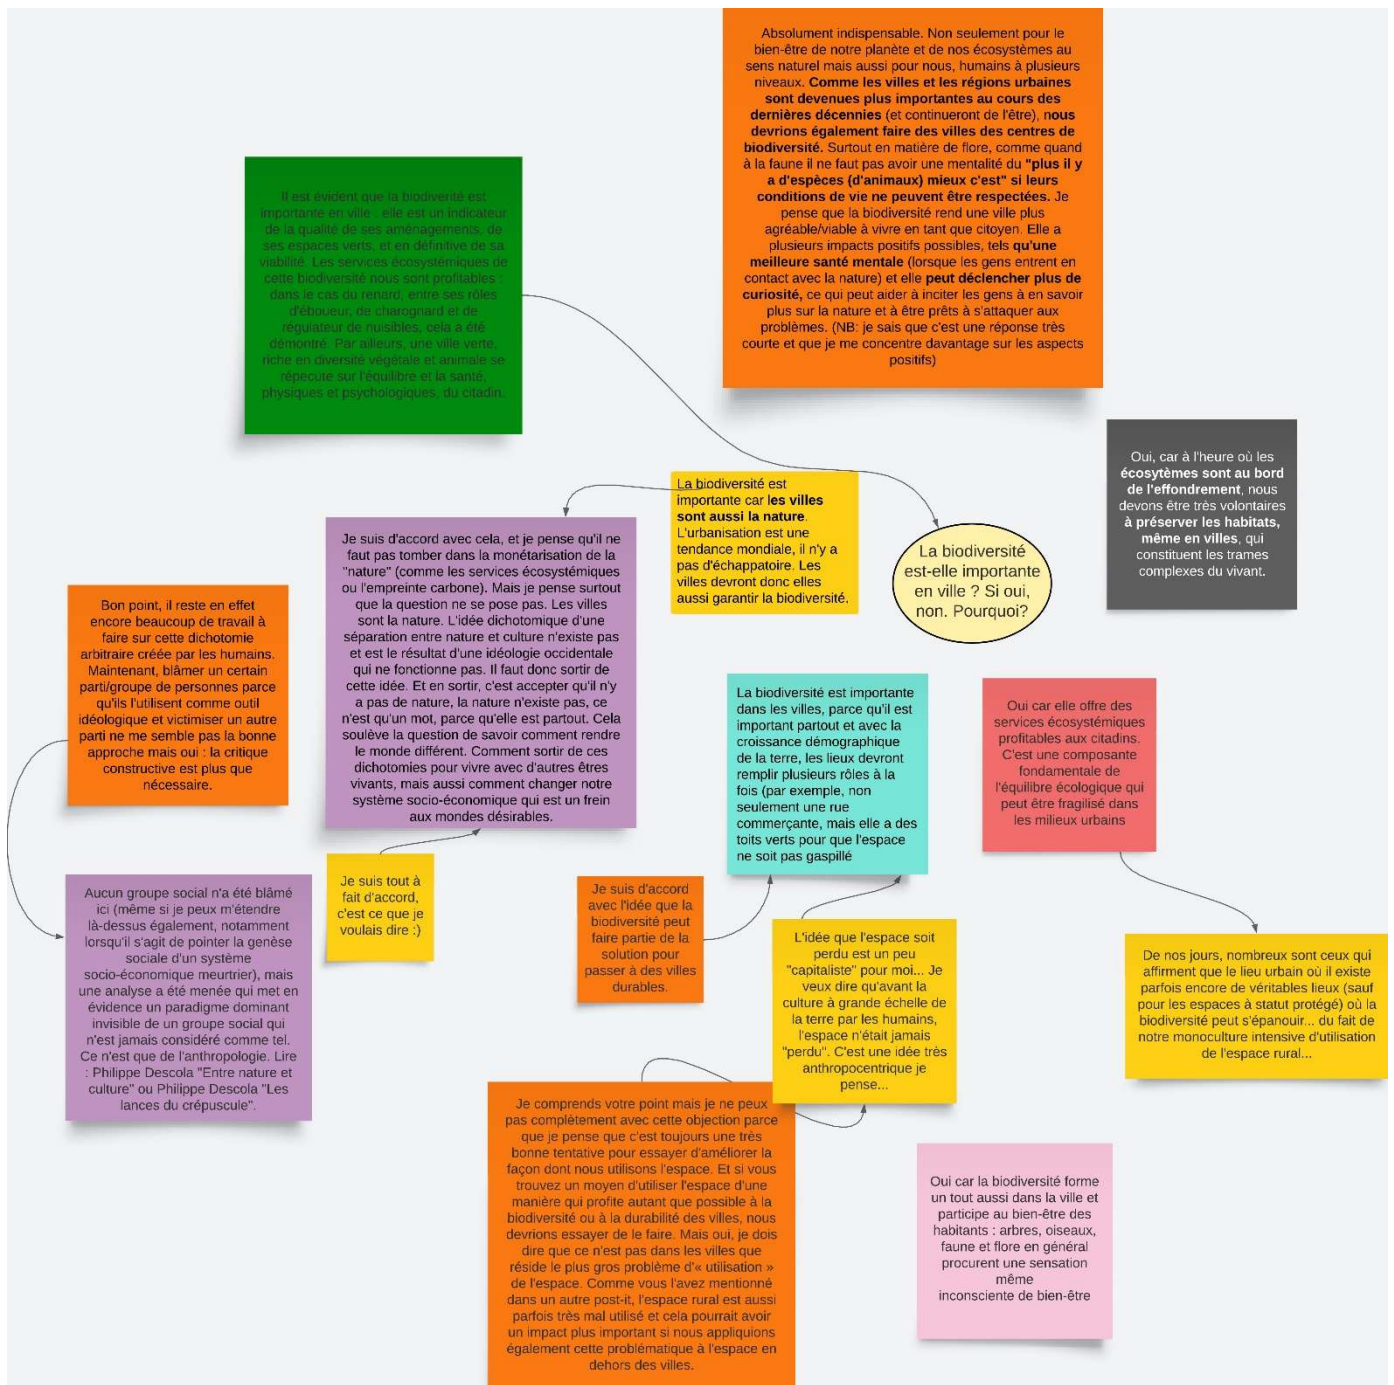 Absolument indispensable. Non seulement pour le
bien-être de notre planète et de nos écosystèmes au
sens naturel mais aussi pour nous, humains à plusieurs
niveaux. Comme les villes et les régions urbaines
sont devenues plus importantes au cours des
dernières décennies (et continueront de l'être), nous
devrions également faire des villes des centres de
biodiversité. Surtout en matière de flore, comme quand
à la faune il ne faut pas avoir une mentalité du "plus il y
a d'espèces (d'animaux) mieux c'est" si leurs
conditions de vie ne peuvent être respectées. Je
pense que la biodiversité rend une ville plus
agréable/viable à vivre en tant que citoyen. Elle a
plusieurs impacts positifs possibles, tels qu'une
meilleure santé mentale (lorsque les gens entrent en
contact avec la nature) et elle peut déclencher plus de
curiosité, ce qui peut aider à inciter les gens à en savoir
plus sur la nature et à être prêts à s'attaquer aux
problèmes. (NB: je sais que c'est une réponse très
courte et que je me concentre davantage sur les aspects
positifs)
Il est évident que la biodiverité est
importante en ville : elle est un indicateur
de la qualité de ses aménagements, de
ses espaces verts, et en définitive de sa
viabilité. Les services écosystémiques de
cette biodiversité nous sont profitables :
dans le cas du renard, entre ses rôles
d'éboueur, de charognard et de
régulateur de nuisibles, cela a été
démontré. Par ailleurs, une ville verte,
riche en diversité végétale et animale se
répecute sur l'équilibre et la santé,
physiques et psychologiques, du citadin.
Oui, car à l'heure où les
écosytèmes sont au bord
de l'effondrement, nous
devons être très volontaires
à préserver les habitats,
même en villes, qui
constituent les trames
complexes du vivant.
La biodiversité est
importante car les villes
sont aussi la nature.
L'urbanisation est une
tendance mondiale, il n'y a
pas d'échappatoire. Les
villes devront donc elles
aussi garantir la biodiversité.
La biodiversité
est-elle importante
en ville ? Si oui,
non. Pourquoi?
Je suis d'accord avec cela, et je pense qu'il ne
faut pas tomber dans la monétarisation de la
"nature" (comme les services écosystémiques
ou l'empreinte carbone). Mais je pense surtout
que la question ne se pose pas. Les villes
sont la nature. L'idée dichotomique d'une
séparation entre nature et culture n'existe pas
et est le résultat d'une idéologie occidentale
qui ne fonctionne pas. Il faut donc sortir de
cette idée. Et en sortir, c'est accepter qu'il n'y
a pas de nature, la nature n'existe pas, ce
n'est qu'un mot, parce qu'elle est partout. Cela
soulève la question de savoir comment rendre
le monde différent. Comment sortir de ces
dichotomies pour vivre avec d'autres êtres
vivants, mais aussi comment changer notre
système socio-économique qui est un frein
aux mondes désirables.
Bon point, il reste en effet
encore beaucoup de travail à
faire sur cette dichotomie
arbitraire créée par les humains.
Maintenant, blâmer un certain
parti/groupe de personnes parce
qu'ils l'utilisent comme outil
idéologique et victimiser un autre
parti ne me semble pas la bonne
approche mais oui : la critique
constructive est plus que
nécessaire.
La biodiversité est importante
dans les villes, parce qu'il est
important partout et avec la
croissance démographique
de la terre, les lieux devront
remplir plusieurs rôles à la
fois (par exemple, non
seulement une rue
commerçante, mais elle a des
toits verts pour que l'espace
ne soit pas gaspillé
Oui car elle offre des
services écosystémiques
profitables aux citadins.
C'est une composante
fondamentale de
l'équilibre écologique qui
peut être fragilisé dans
les milieux urbains
Aucun groupe social n'a été blâmé
ici (même si je peux m'étendre
là-dessus également, notamment
lorsqu'il s'agit de pointer la genèse
sociale d'un système
socio-économique meurtrier), mais
une analyse a été menée qui met en
évidence un paradigme dominant
invisible de un groupe social qui
n'est jamais considéré comme tel.
Ce n'est que de l'anthropologie. Lire
: Philippe Descola "Entre nature et
culture" ou Philippe Descola "Les
lances du crépuscule".
Je suis tout à
fait d'accord,
c'est ce que je
voulais dire :)
Je suis d'accord
avec l'idée que la
biodiversité peut
faire partie de la
solution pour
passer à des villes
durables.
L'idée que l'espace soit
perdu est un peu
"capitaliste" pour moi... Je
veux dire qu'avant la
culture à grande échelle de
la terre par les humains,
l'espace n'était jamais
"perdu". C'est une idée très
anthropocentrique je
pense...
De nos jours, nombreux sont ceux qui
affirment que le lieu urbain où il existe
parfois encore de véritables lieux (sauf
pour les espaces à statut protégé) où la
biodiversité peut s'épanouir... du fait de
notre monoculture intensive d'utilisation
de l'espace rural...
Je comprends votre point mais je ne peux
pas complètement avec cette objection parce
que je pense que c'est toujours une très
bonne tentative pour essayer d'améliorer la
façon dont nous utilisons l'espace. Et si vous
trouvez un moyen d'utiliser l'espace d'une
manière qui profite autant que possible à la
biodiversité ou à la durabilité des villes, nous
devrions essayer de le faire. Mais oui, je dois
dire que ce n'est pas dans les villes que
réside le plus gros problème d'« utilisation »
de l'espace. Comme vous l'avez mentionné
dans un autre post-it, l'espace rural est aussi
parfois très mal utilisé et cela pourrait avoir
un impact plus important si nous appliquions
également cette problématique à l'espace en
dehors des villes.
Oui car la biodiversité forme
un tout aussi dans la ville et
participe au bien-être des
habitants : arbres, oiseaux,
faune et flore en général
procurent une sensation
même
inconsciente de bien-être